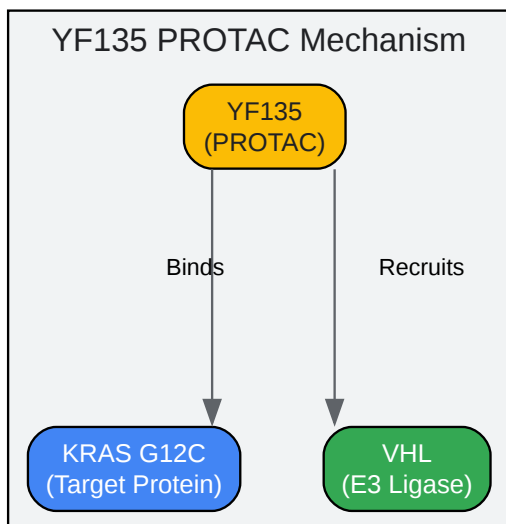 YF135 PROTAC Mechanism
YF135
(PROTAC)
Binds
Recruits
KRAS G12C
(Target Protein)
VHL
(E3 Ligase)